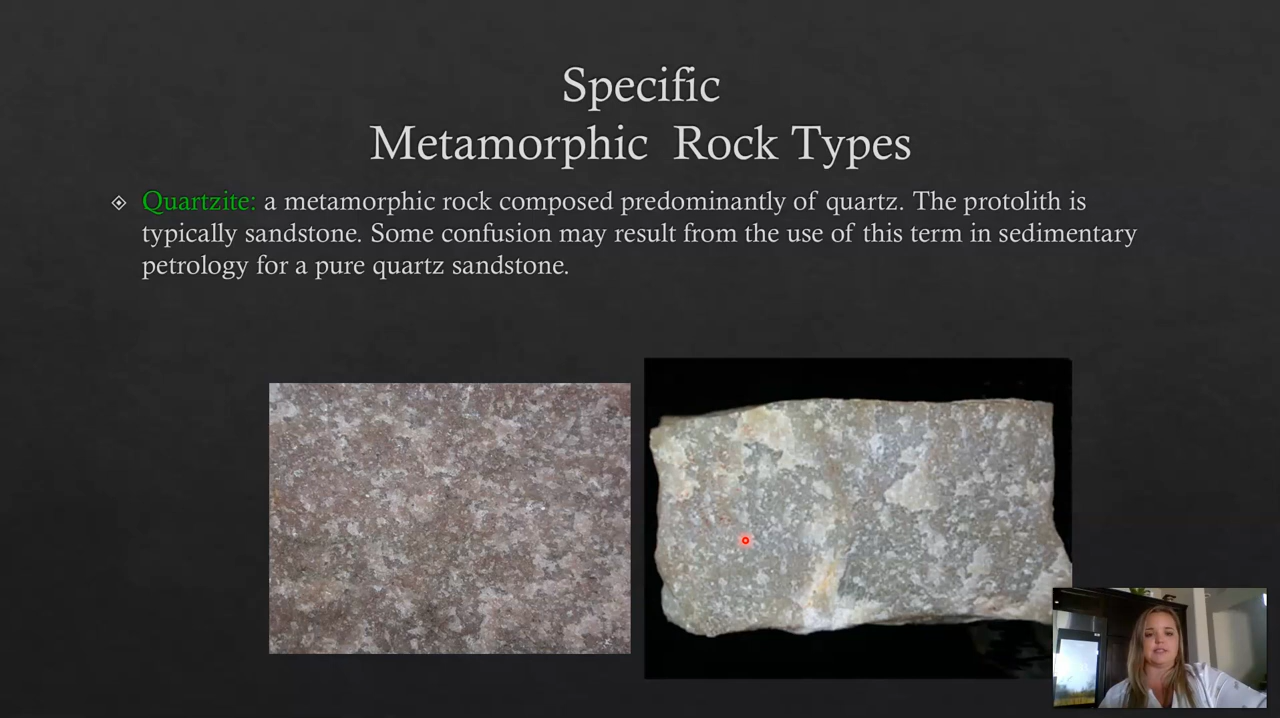 Specific
Metamorphic Rock Types
Quartzite: a metamorphic rock composed predominantly of quartz. The protolith is
typically sandstone. Some confusion may result from the use of this term in sedimentary
petrology for a pure quartz sandstone.